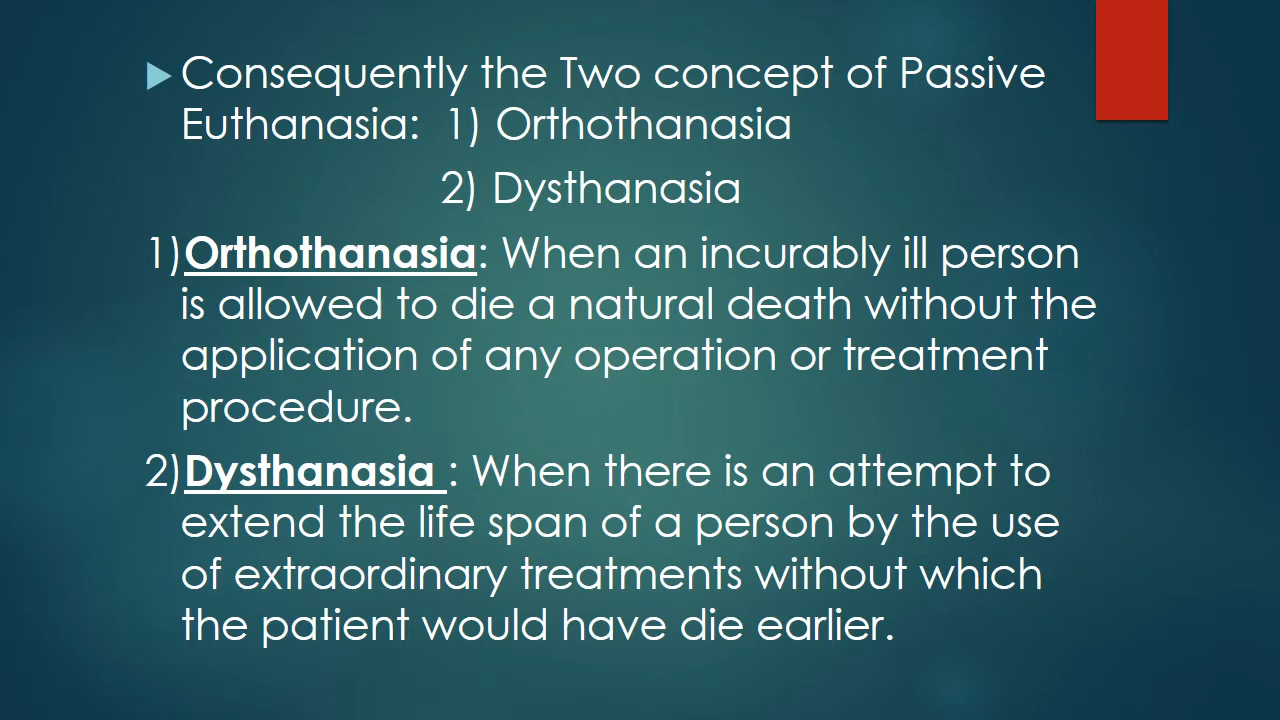 Consequently the Two concept of Passive
Euthanasia: 1) Orthothanasia
2) Dysthanasia
1)Orthothanasia: When an incurably ill person
is allowed to die a natural death without the
application of any operation or treatment
procedure.
2)Dysthanasia : When there is an attempt to
extend the life span of a person by the use
of extraordinary treatments without which
the patient would have die earlier.